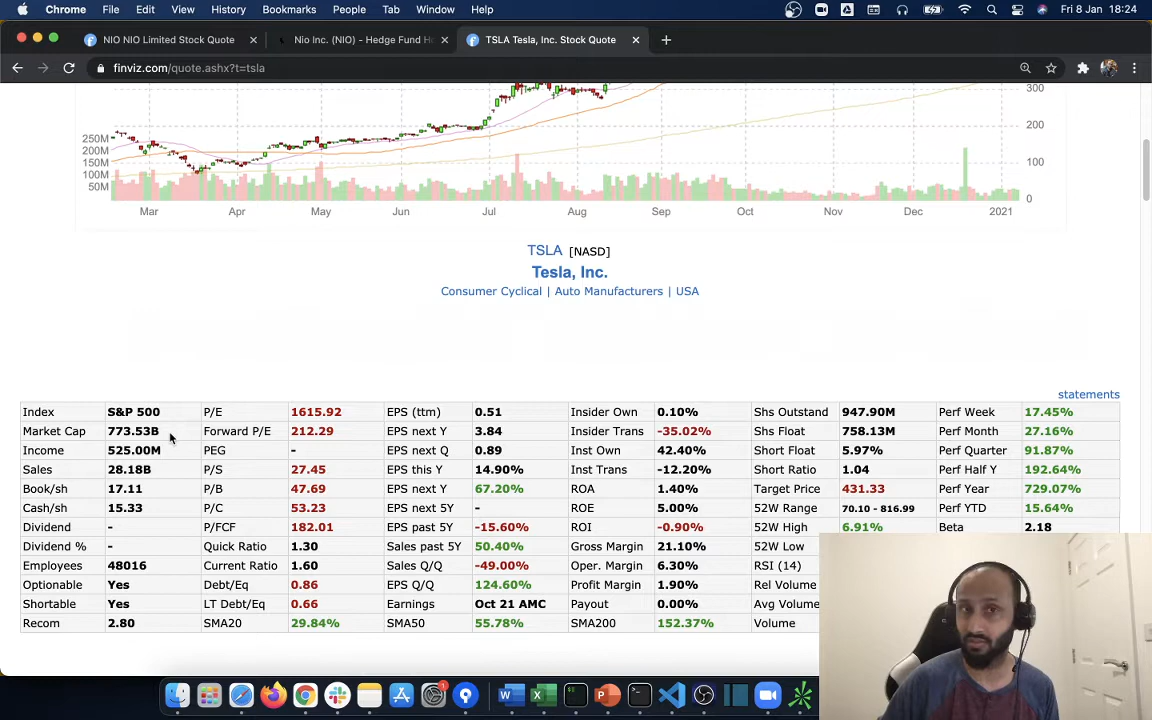 Chrome File Edit View History Bookmarks People Tab Window Help Fri 8 Jan 18:24
NIO NIO Limited Stock Quote Nio Inc. (NIO) – Hedge Fund H TSLA Tesla, Inc. Stock Quote
finviz.com/quote.ashx?t=tsla
300
250M 200
200M
150M 100
100M
50M
0
Mar Apr May Jun Jul Aug Sep Oct Nov Dec 2021
TSLA [NASD]
Tesla, Inc.
Consumer Cyclical | Auto Manufacturers | USA
statements
Index S&P 500 P/E 1615.92 EPS (ttm) 0.51 Insider Own 0.10% Shs Outstand 947.90M Perf Week 17.45%
Market Cap 773.53B Forward P/E 212.29 EPS next Y 3.84 Insider Trans -35.02% Shs Float 758.13M Perf Month 27.16%
Income 525.00M PEG - EPS next Q 0.89 Inst Own 42.40% Short Float 5.97% Perf Quarter 91.87%
Sales 28.18B P/S 27.45 EPS this Y 14.90% Inst Trans -12.20% Short Ratio 1.04 Perf Half Y 192.64%
Book/sh 17.11 P/B 47.69 EPS next Y 67.20% ROA 1.40% Target Price 431.33 Perf Year 729.07%
Cash/sh 15.33 P/C 53.23 EPS next 5Y - ROE 5.00% 52W Range 70.10 - 816.99 Perf YTD 15.64%
Dividend - P/FCF 182.01 EPS past 5Y -15.60% ROI -0.90% 52W High 6.91% Beta 2.18
Dividend % - Quick Ratio 1.30 Sales past 5Y 50.40% Gross Margin 21.10% 52W Low
Employees 48016 Current Ratio 1.60 Sales Q/Q -49.00% Oper. Margin 6.30% RSI (14)
Optionable Yes Debt/Eq 0.86 EPS Q/Q 124.60% Profit Margin 1.90% Rel Volume
Shortable Yes LT Debt/Eq 0.66 Earnings Oct 21 AMC Payout 0.00% Avg Volume
Recom 2.80 SMA20 29.84% SMA50 55.78% SMA200 152.37% Volume